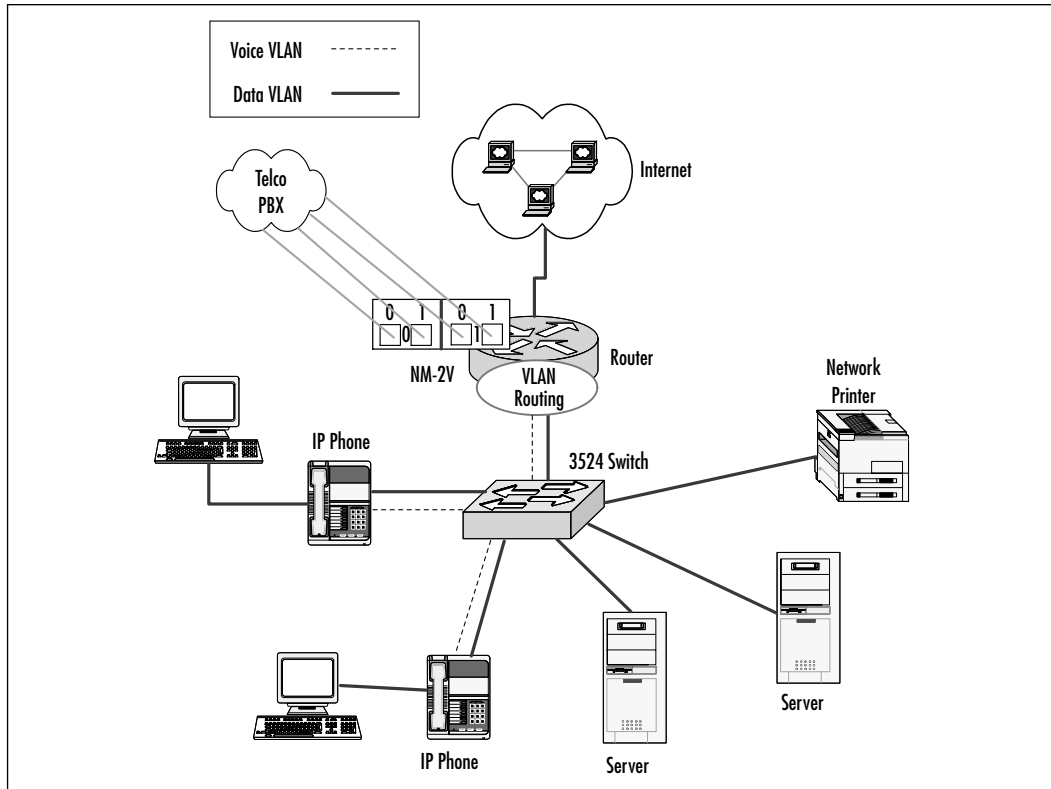 Voice VLAN
Data VLAN
Telco
PBX
Internet
0 1 0 1
0 1
NM-2V
Router
VLAN
Routing
Network
Printer
IP Phone
3524 Switch
IP Phone
Server
Server